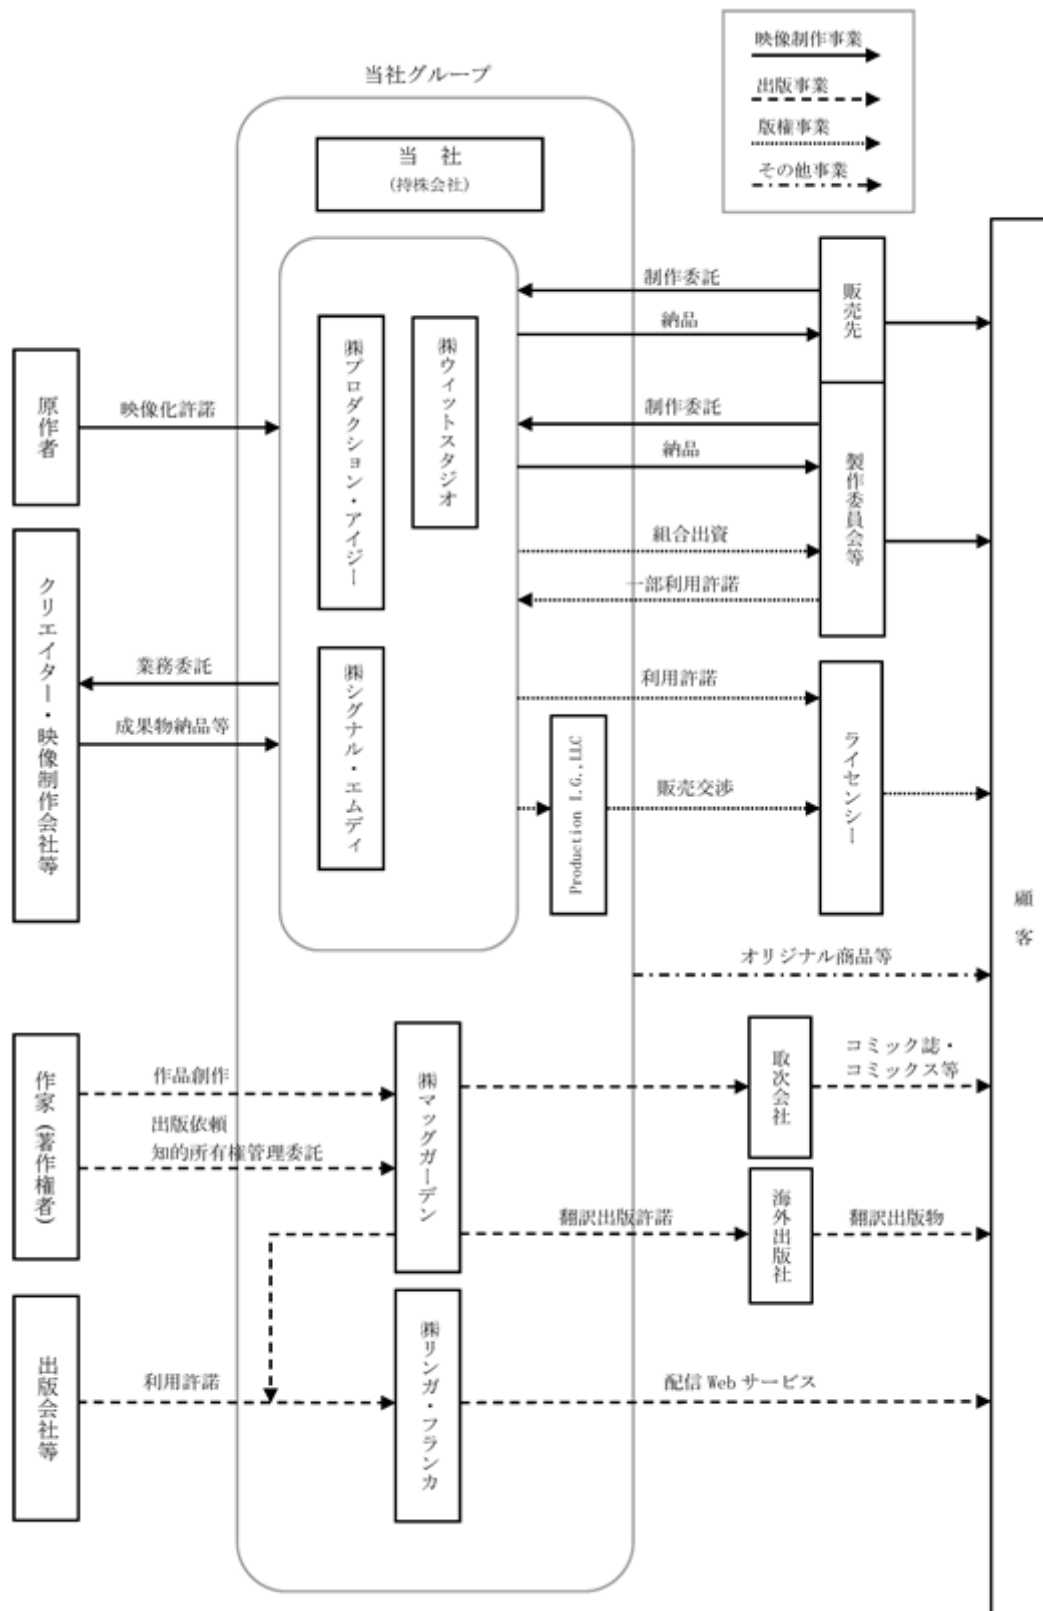 映像制作事業
出版事業
版権事業
その他事業
当社グループ
当 社
(持株会社)
原作者
映像化許諾
クリエイター・映像制作会社等
業務委託
成果物納品等
㈱プロダクション・アイジー
㈱ウィットスタジオ
㈱シグナル・エムディ
Production I.G.,LLC
制作委託
納品
販売先
制作委託
納品
組合出資
一部利用許諾
製作委員会等
利用許諾
販売交渉
ライセンシー
顧客
オリジナル商品等
作家(著作権者)
作品創作
出版依頼
知的所有権管理委託
㈱マッグガーデン
取次会社
コミック誌・
コミックス等
翻訳出版許諾
海外出版社
翻訳出版物
出版会社等
利用許諾
㈱リンガ・フランカ
配信 Web サービス